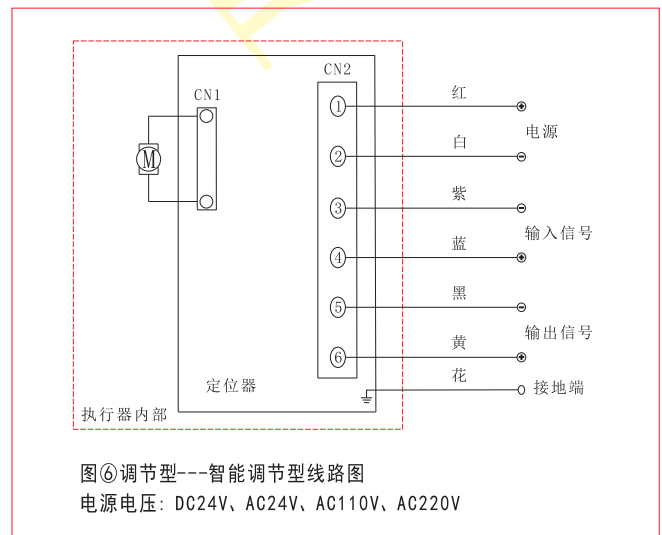 CN2
CN1
① 红
电源
② 白
M
③ 紫
输入信号
④ 蓝
⑤ 黑
输出信号
⑥ 黄
花
接地端
定位器
执行器内部
图⑥调节型---智能调节型线路图
电源电压: DC24V、AC24V、AC110V、AC220V